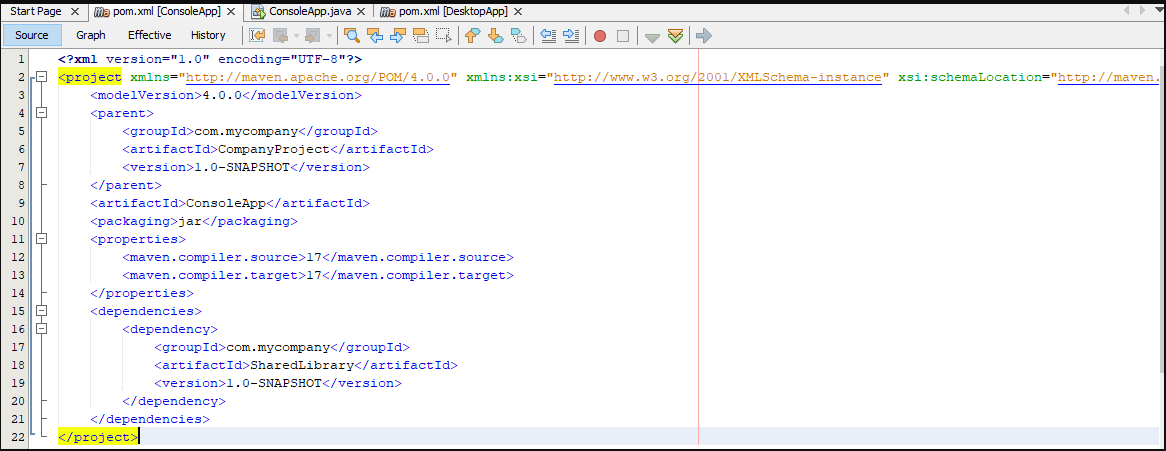 Start Page pom.xml [ConsoleApp] ConsoleApp.java pom.xml [DesktopApp]
Source Graph Effective History
1 <?xml version="1.0" encoding="UTF-8"?>
2 <project xmlns="http://maven.apache.org/POM/4.0.0" xmlns:xsi="http://www.w3.org/2001/XMLSchema-instance" xsi:schemaLocation="http://maven.
3 <modelVersion>4.0.0</modelVersion>
4 <parent>
5 <groupId>com.mycompany</groupId>
6 <artifactId>CompanyProject</artifactId>
7 <version>1.0-SNAPSHOT</version>
8 </parent>
9 <artifactId>ConsoleApp</artifactId>
10 <packaging>jar</packaging>
11 <properties>
12 <maven.compiler.source>17</maven.compiler.source>
13 <maven.compiler.target>17</maven.compiler.target>
14 </properties>
15 <dependencies>
16 <dependency>
17 <groupId>com.mycompany</groupId>
18 <artifactId>SharedLibrary</artifactId>
19 <version>1.0-SNAPSHOT</version>
20 </dependency>
21 </dependencies>
22 </project>